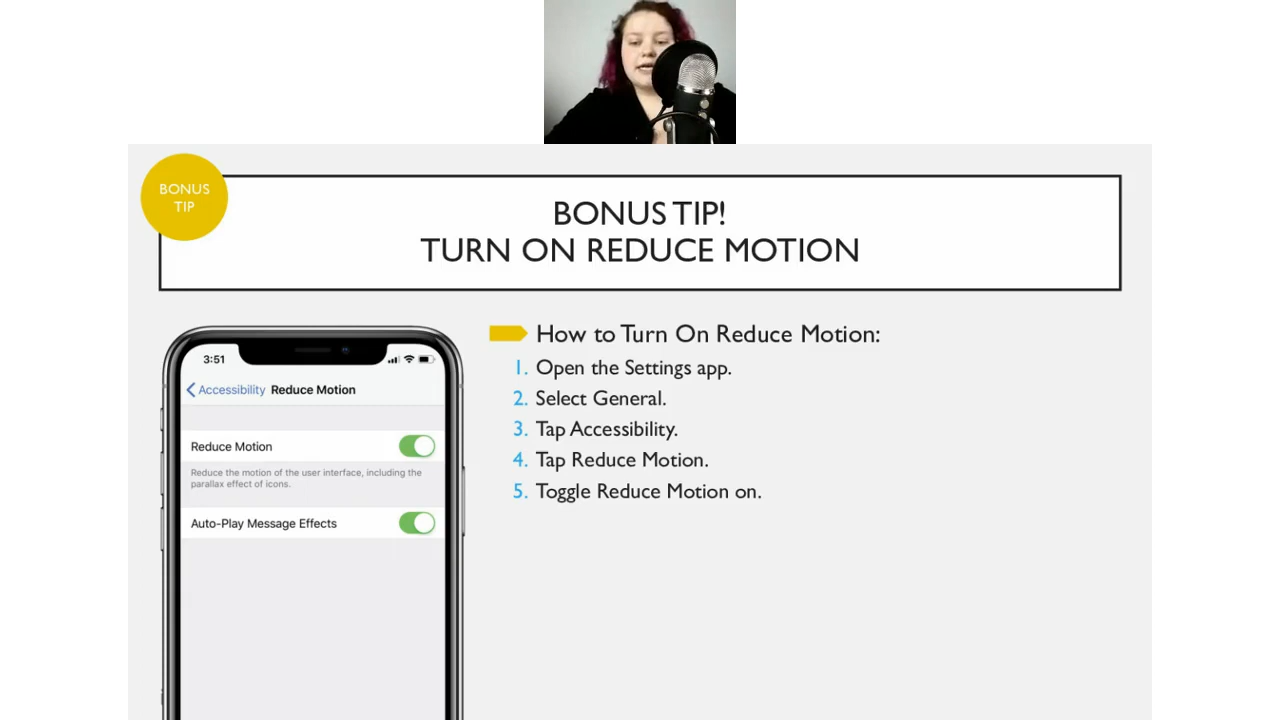 BONUS
TIP
BONUS TIP!
TURN ON REDUCE MOTION
3:51
Accessibility Reduce Motion
Reduce Motion
Reduce the motion of the user interface, including the
parallax effect of icons.
Auto-Play Message Effects
How to Turn On Reduce Motion:
1. Open the Settings app.
2. Select General.
3. Tap Accessibility.
4. Tap Reduce Motion.
5. Toggle Reduce Motion on.